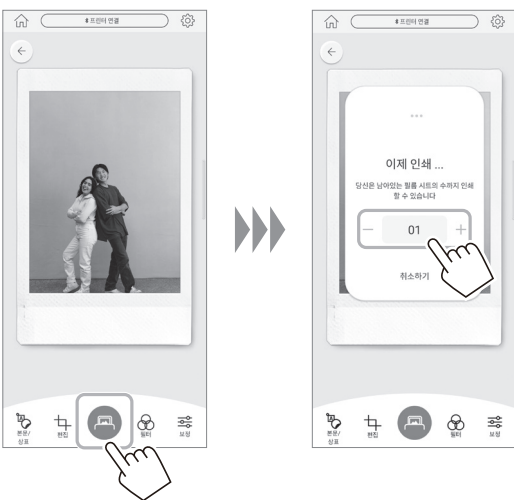 프린터 연결
본문/
상표
편집
필터
보정
프린터 연결
이제 인쇄 ...
당신은 남아있는 필름 시트의 수까지 인쇄
할 수 있습니다
01
취소하기
본문/
상표
편집
필터
보정